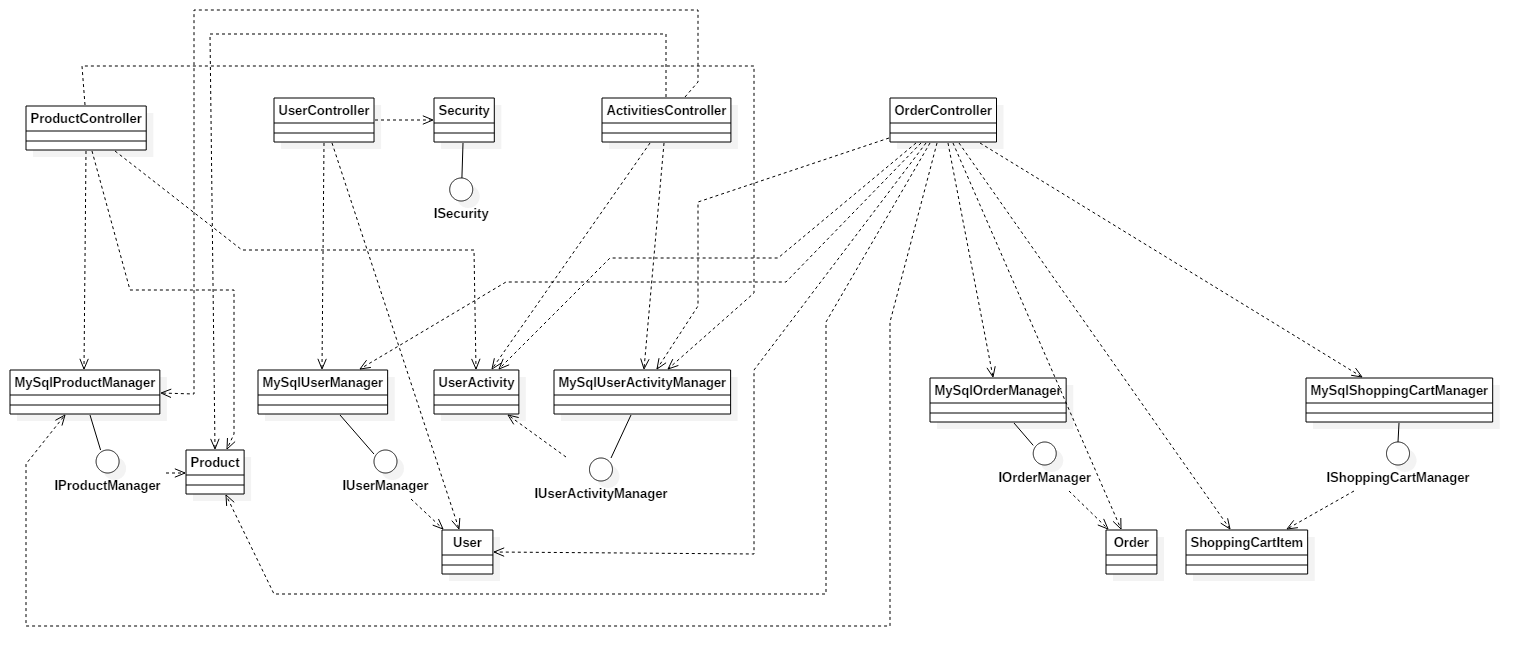 UserController
Security
ActivitiesController
OrderController
ProductController
ISecurity
MySqlProductManager
MySqlUserManager
UserActivity
MySqlUserActivityManager
MySqlOrderManager
MySqlShoppingCartManager
Product
IProductManager
IUserManager
IUserActivityManager
IOrderManager
IShoppingCartManager
User
Order
ShoppingCartItem